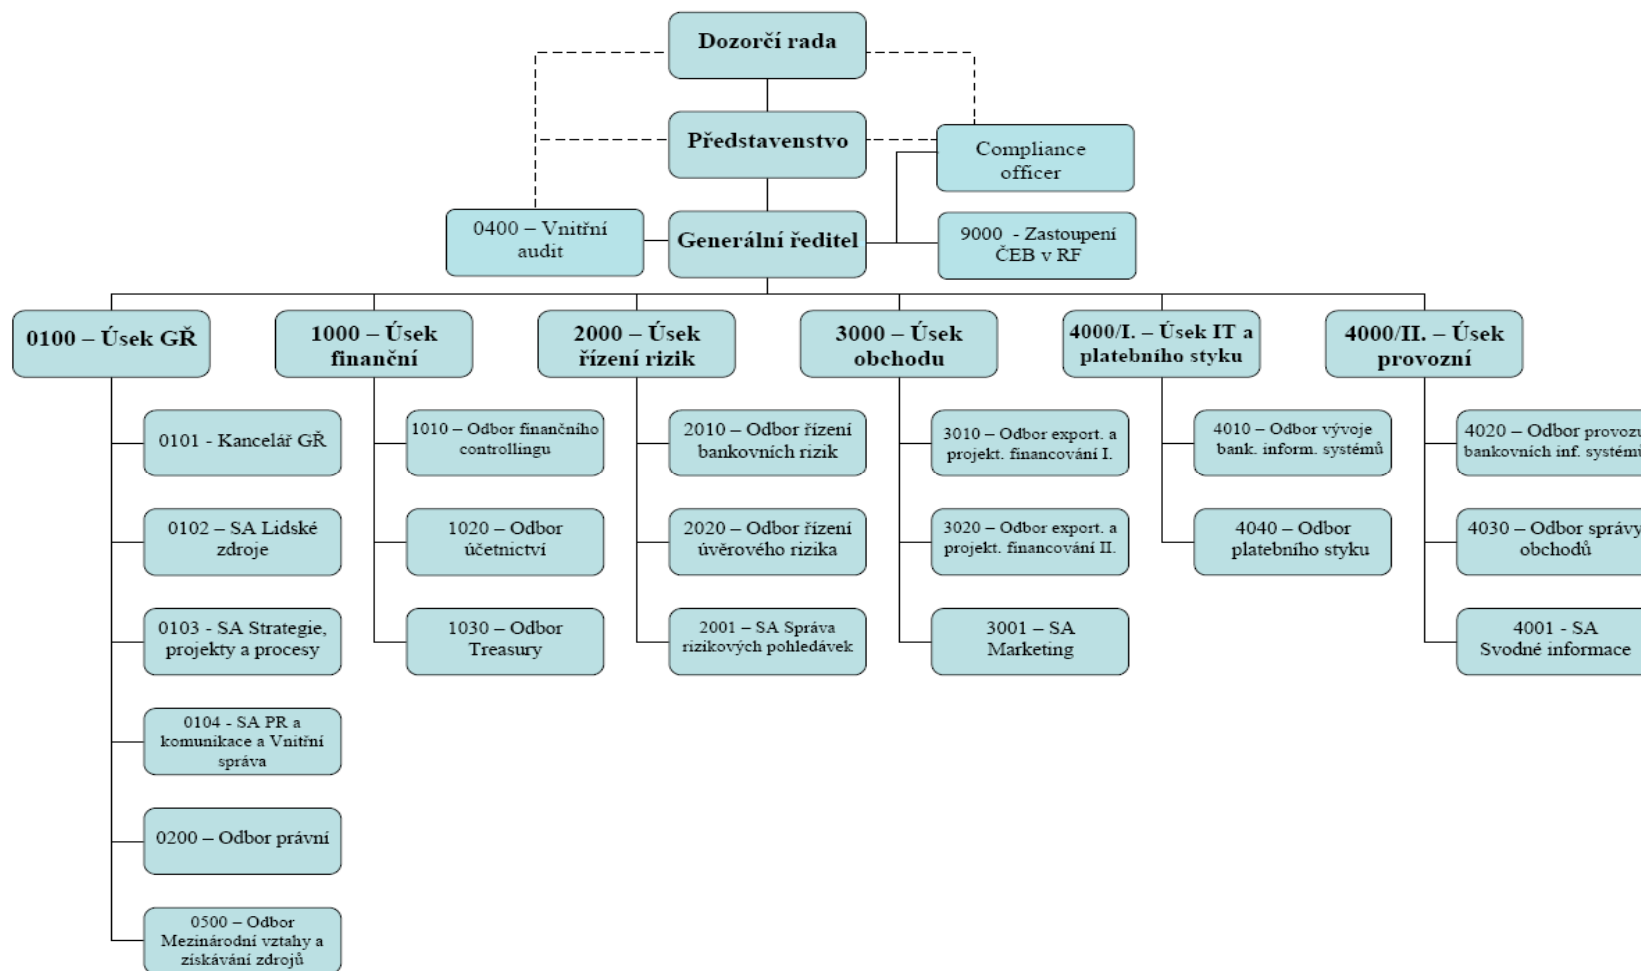 Dozorčí rada
Představenstvo
Compliance
officer
0400 – Vnitřní
audit
Generální ředitel
9000 - Zastoupení
ČEB v RF
0100 – Úsek GŘ
1000 – Úsek
finanční
2000 – Úsek
řízení rizik
3000 – Úsek
obchodu
4000/I. – Úsek IT a
platebního styku
4000/II. – Úsek
provozní
0101 - Kancelář GŘ
1010 – Odbor finančního
controllingu
2010 – Odbor řízení
bankovních rizik
3010 – Odbor export. a
projekt. financování I.
4010 – Odbor vývoje
bank. inform. systémů
4020 – Odbor provozu
bankovních inf. systémů
0102 – SA Lidské
zdroje
1020 – Odbor
účetnictví
2020 – Odbor řízení
úvěrového rizika
3020 – Odbor export. a
projekt. financování II.
4040 – Odbor
platebního styku
4030 – Odbor správy
obchodů
0103 - SA Strategie,
projekty a procesy
1030 – Odbor
Treasury
2001 – SA Správa
rizikových pohledávek
3001 – SA
Marketing
4001 - SA
Svodné informace
0104 - SA PR a
komunikace a Vnitřní
správa
0200 – Odbor právní
0500 – Odbor
Mezinárodní vztahy a
získávání zdrojů